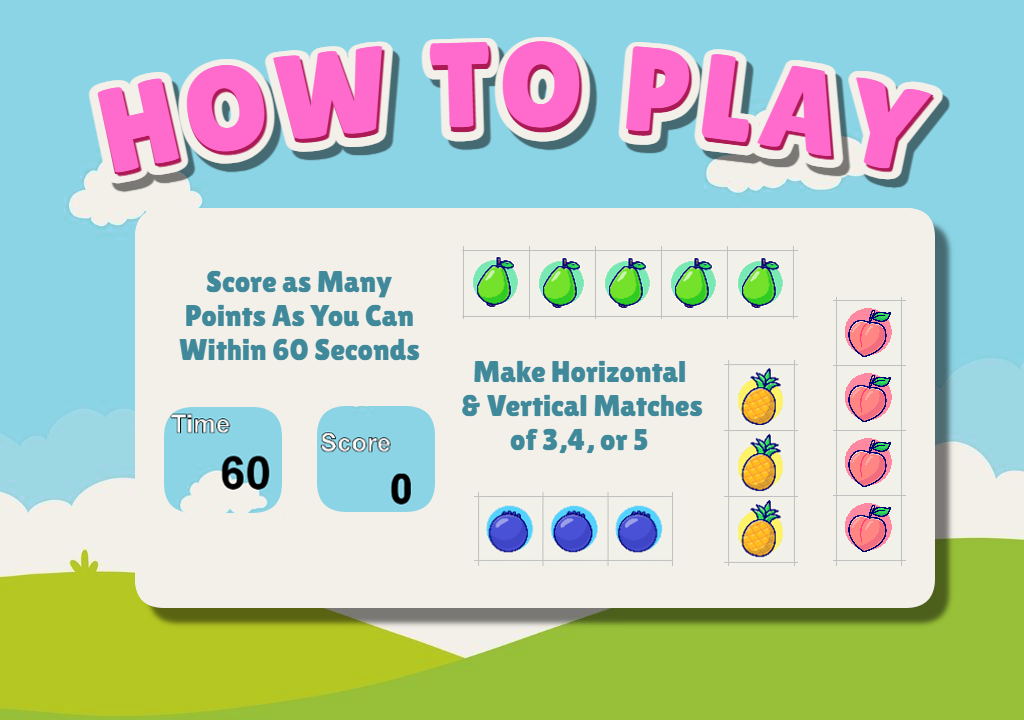 HOW TO PLAY
Score as Many
Points As You Can
Within 60 Seconds
Time
60
Score
0
Make Horizontal
& Vertical Matches
of 3,4, or 5